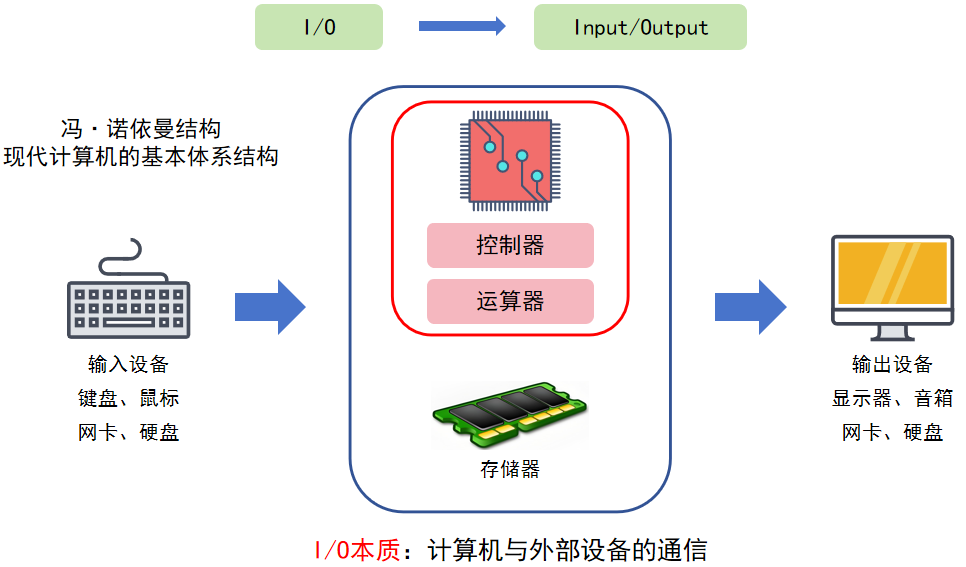 I/O
Input/Output
冯·诺依曼结构
现代计算机的基本体系结构
控制器
运算器
输入设备
键盘、鼠标
网卡、硬盘
存储器
输出设备
显示器、音箱
网卡、硬盘
I/O本质：计算机与外部设备的通信